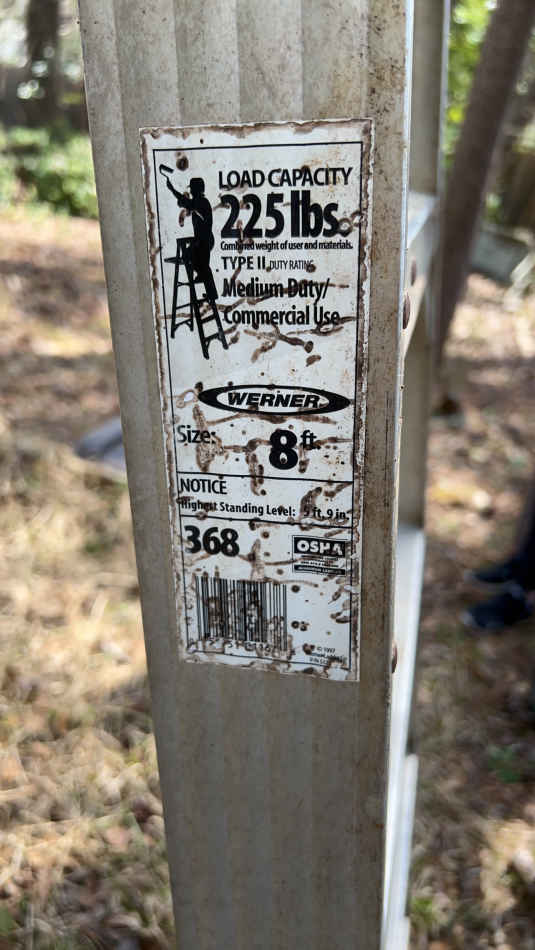 LOAD CAPACITY
225 lbs.
Combined weight of user and materials.
TYPE II DUTY RATING
Medium Duty/
Commercial Use
WERNER
Size: 8 ft.
NOTICE
Highest Standing Level: 5 ft, 9 in.
368
OSHA
© 1997